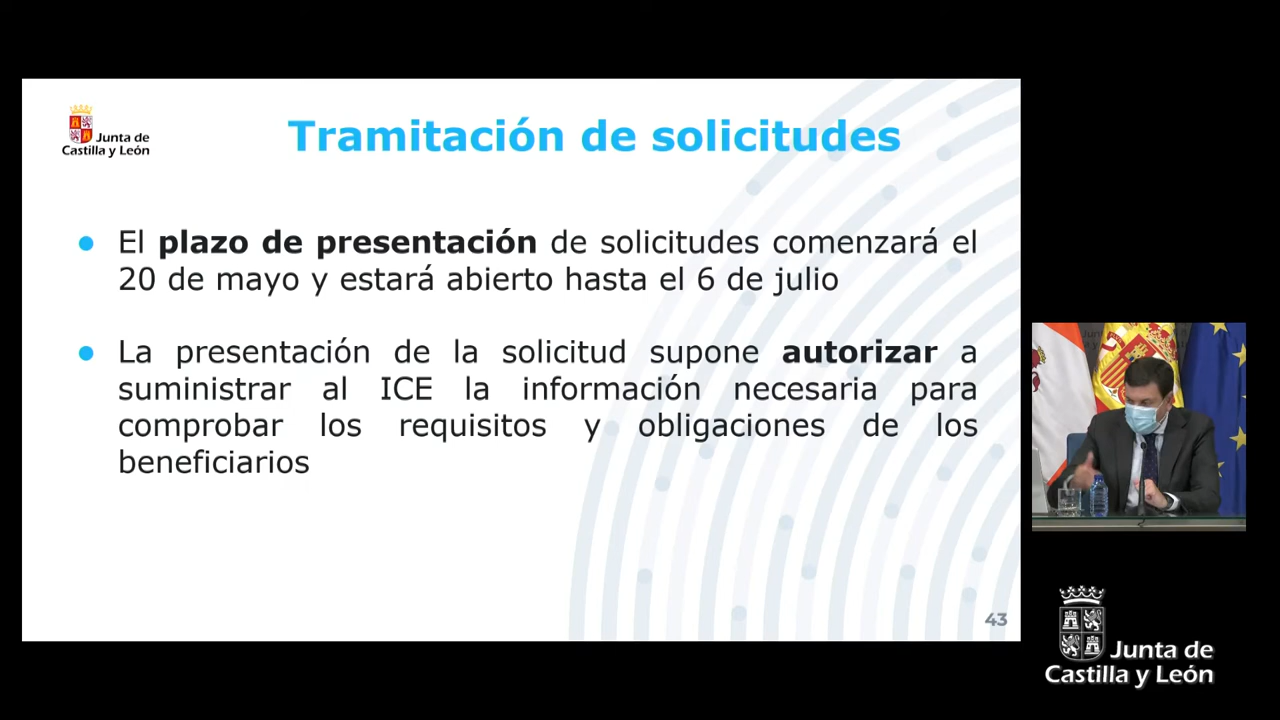 Junta de
Castilla y León
Tramitación de solicitudes
● El plazo de presentación de solicitudes comenzará el
20 de mayo y estará abierto hasta el 6 de julio
● La presentación de la solicitud supone autorizar a
suministrar al ICE la información necesaria para
comprobar los requisitos y obligaciones de los
beneficiarios
43
Junta de
Castilla y León